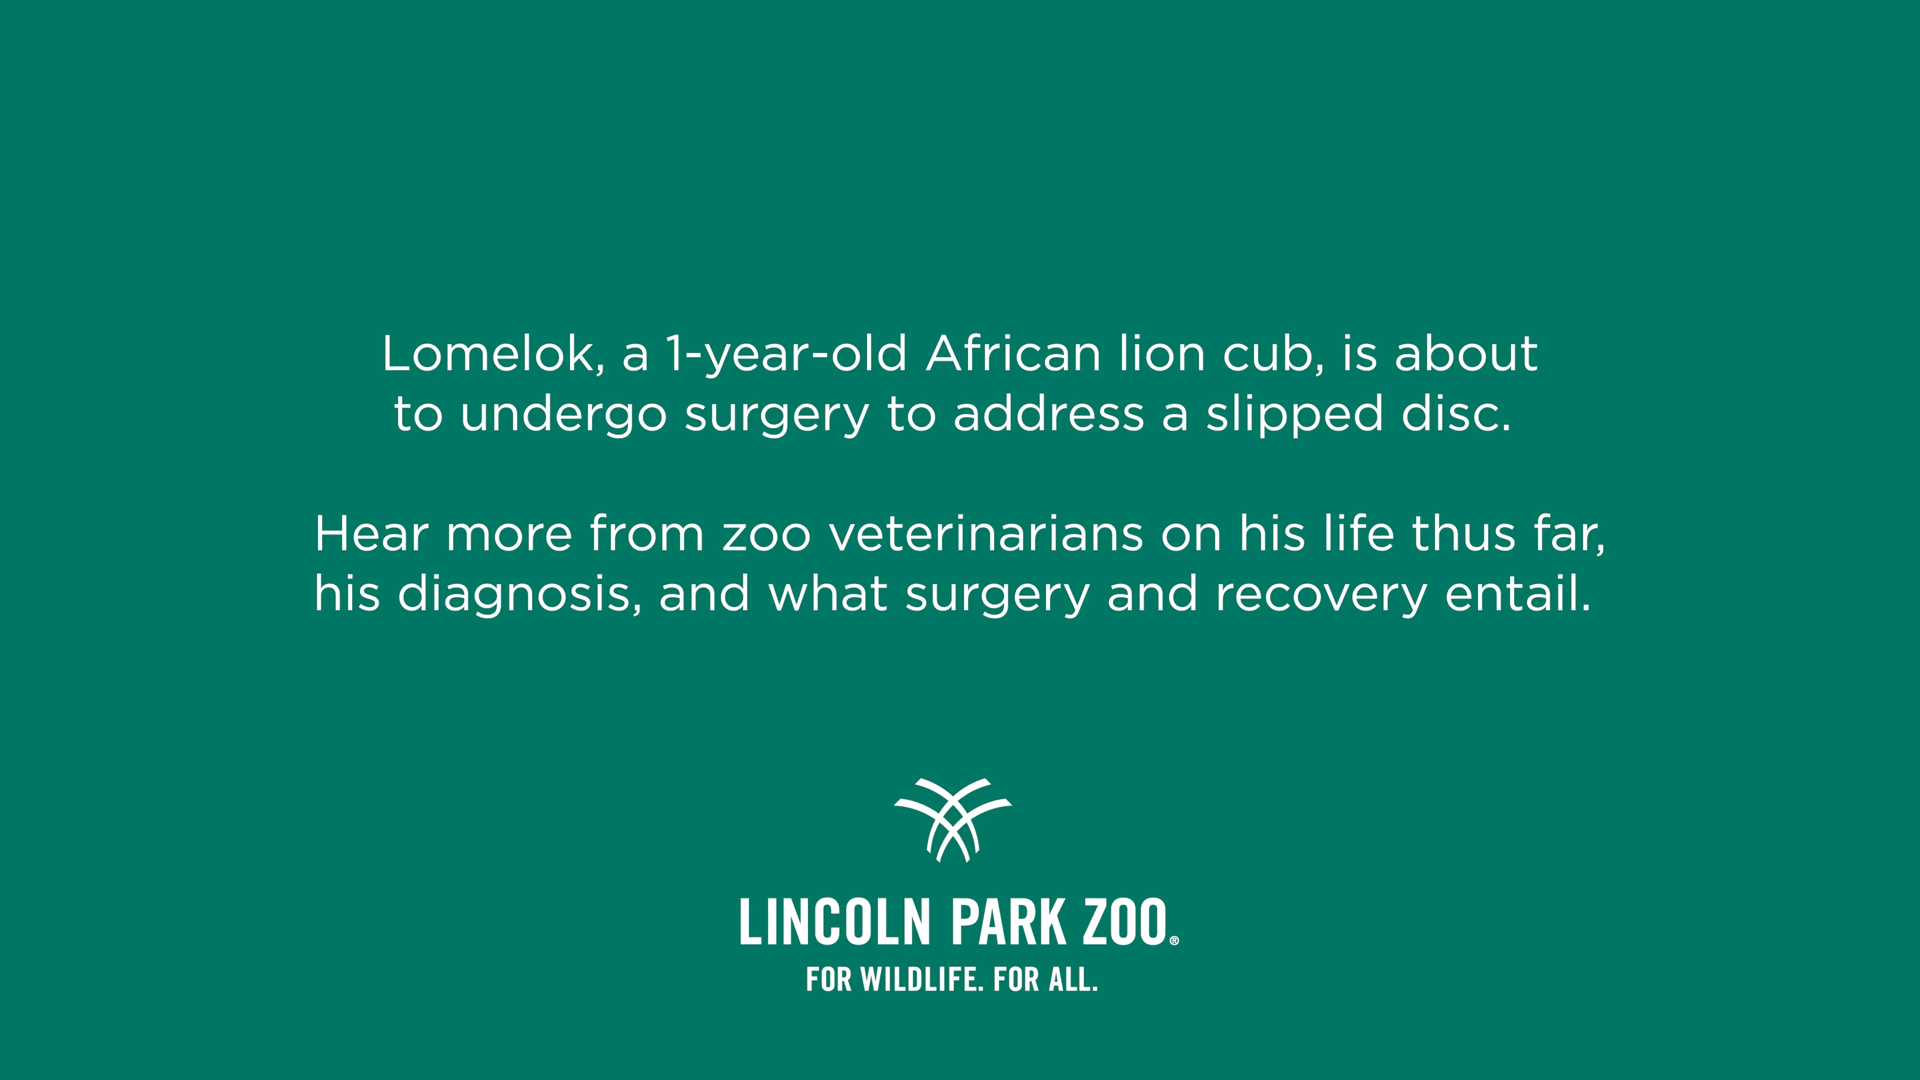 Lomelok, a 1-year-old African lion cub, is about
to undergo surgery to address a slipped disc.
Hear more from zoo veterinarians on his life thus far,
his diagnosis, and what surgery and recovery entail.
LINCOLN PARK ZOO®
FOR WILDLIFE. FOR ALL.